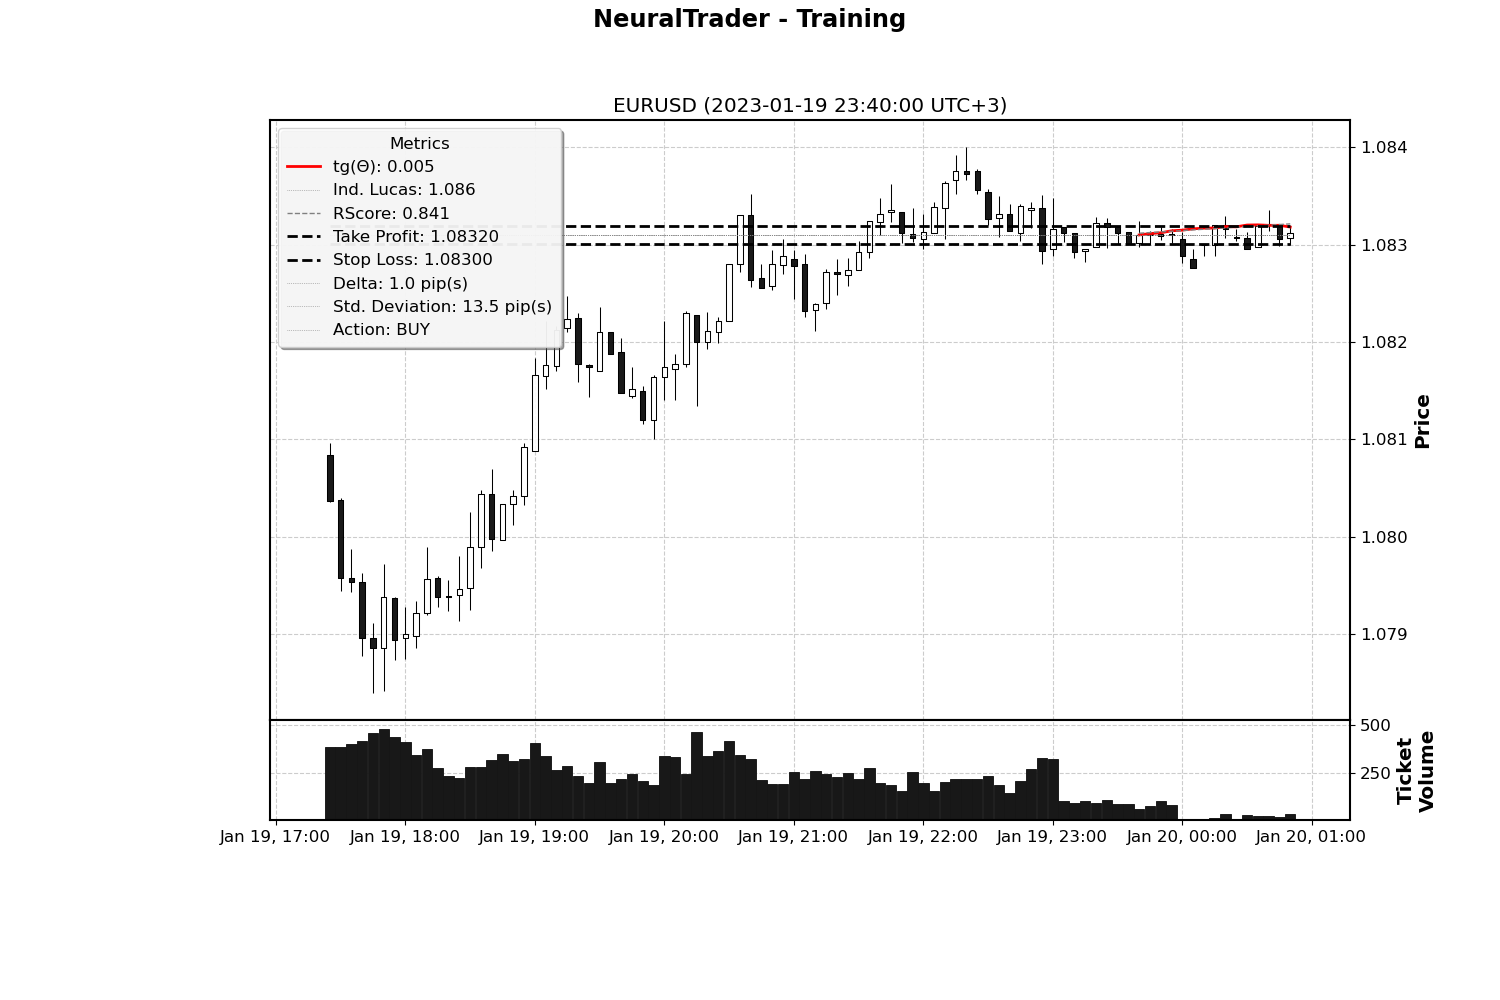 NeuralTrader - Training
EURUSD (2023-01-19 23:40:00 UTC+3)
Metrics
tg(Θ): 0.005
Ind. Lucas: 1.086
RScore: 0.841
Take Profit: 1.08320
Stop Loss: 1.08300
Delta: 1.0 pip(s)
Std. Deviation: 13.5 pip(s)
Action: BUY
1.084
1.083
1.082
1.081
1.080
1.079
Price
500
250
Ticket
Volume
Jan 19, 17:00 Jan 19, 18:00 Jan 19, 19:00 Jan 19, 20:00 Jan 19, 21:00 Jan 19, 22:00 Jan 19, 23:00 Jan 20, 00:00 Jan 20, 01:00